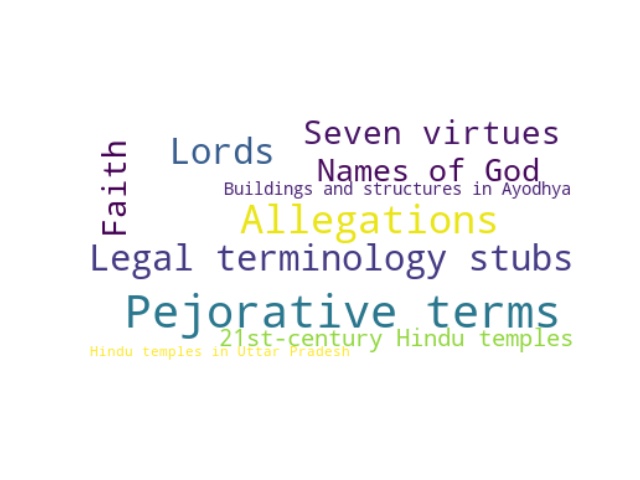 Seven virtues
Lords
Faith
Names of God
Buildings and structures in Ayodhya
Allegations
Legal terminology stubs
Pejorative terms
21st-century Hindu temples
Hindu temples in Uttar Pradesh